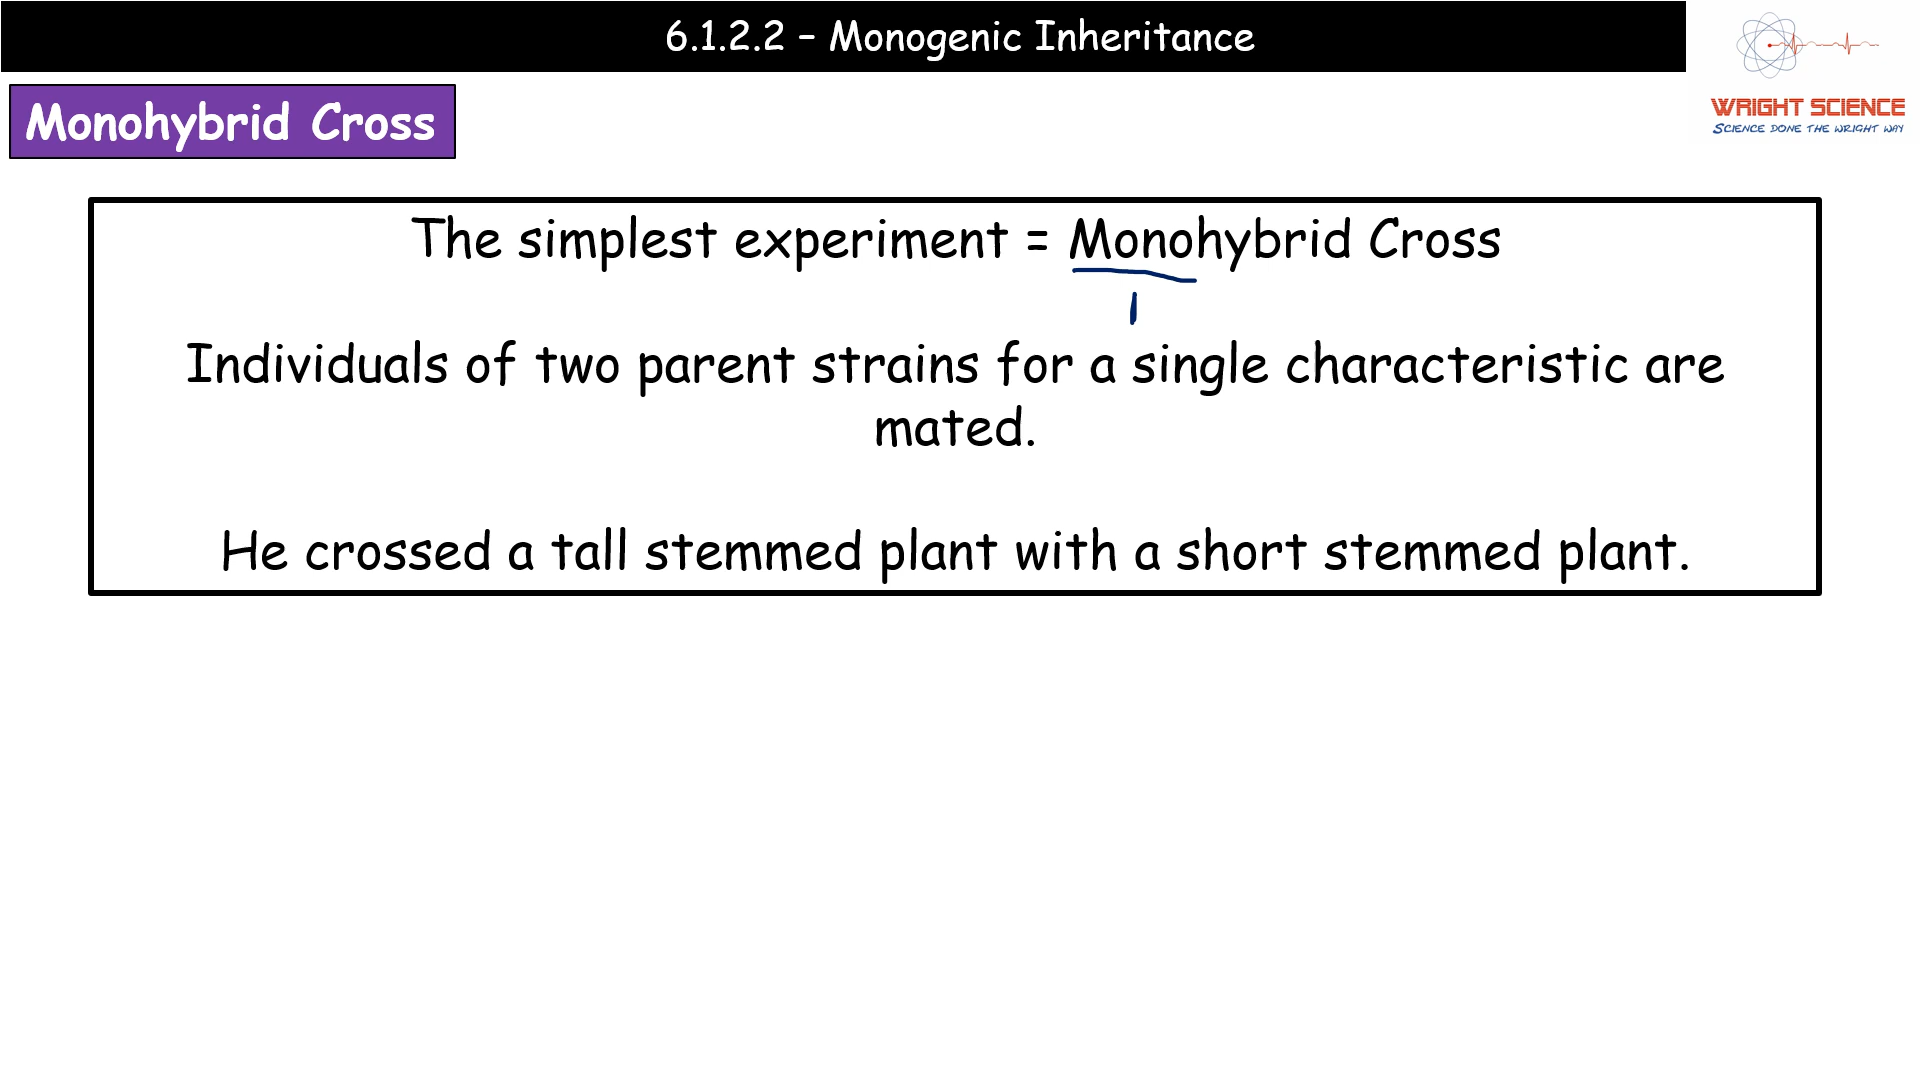 6.1.2.2 – Monogenic Inheritance
WRIGHT SCIENCE
SCIENCE DONE THE WRIGHT WAY
Monohybrid Cross
The simplest experiment = Monohybrid Cross
1
Individuals of two parent strains for a single characteristic are
mated.
He crossed a tall stemmed plant with a short stemmed plant.